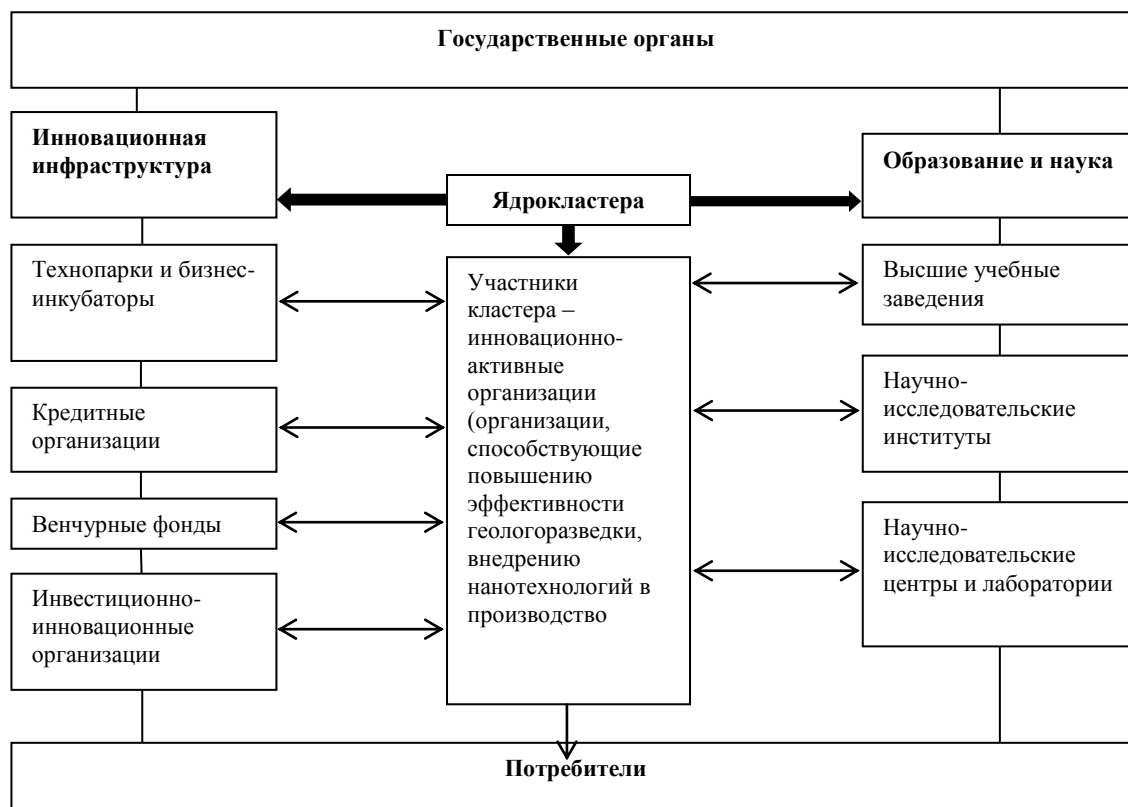 Государственные органы
Инновационная
инфраструктура
Образование и наука
Ядрокластера
Технопарки и бизнес-
инкубаторы
Кредитные
организации
Венчурные фонды
Инвестиционно-
инновационные
организации
Участники
кластера –
инновационно-
активные
организации
(организации,
способствующие
повышению
эффективности
геологоразведки,
внедрению
нанотехнологий в
производство
Высшие учебные
заведения
Научно-
исследовательские
институты
Научно-
исследовательские
центры и лаборатории
Потребители